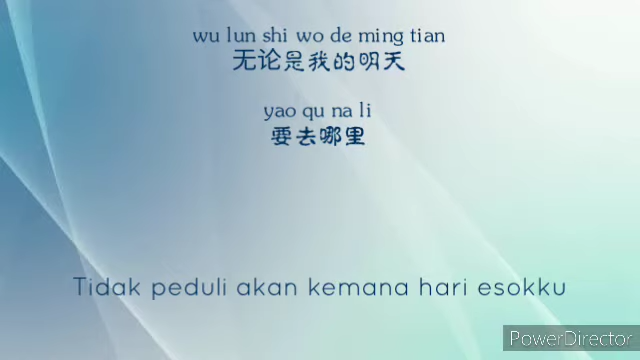 wu lun shi wo de ming tian
无论是我的明天
yao qu na li
要去哪里
Tidak peduli akan kemana hari esokku
PowerDirector